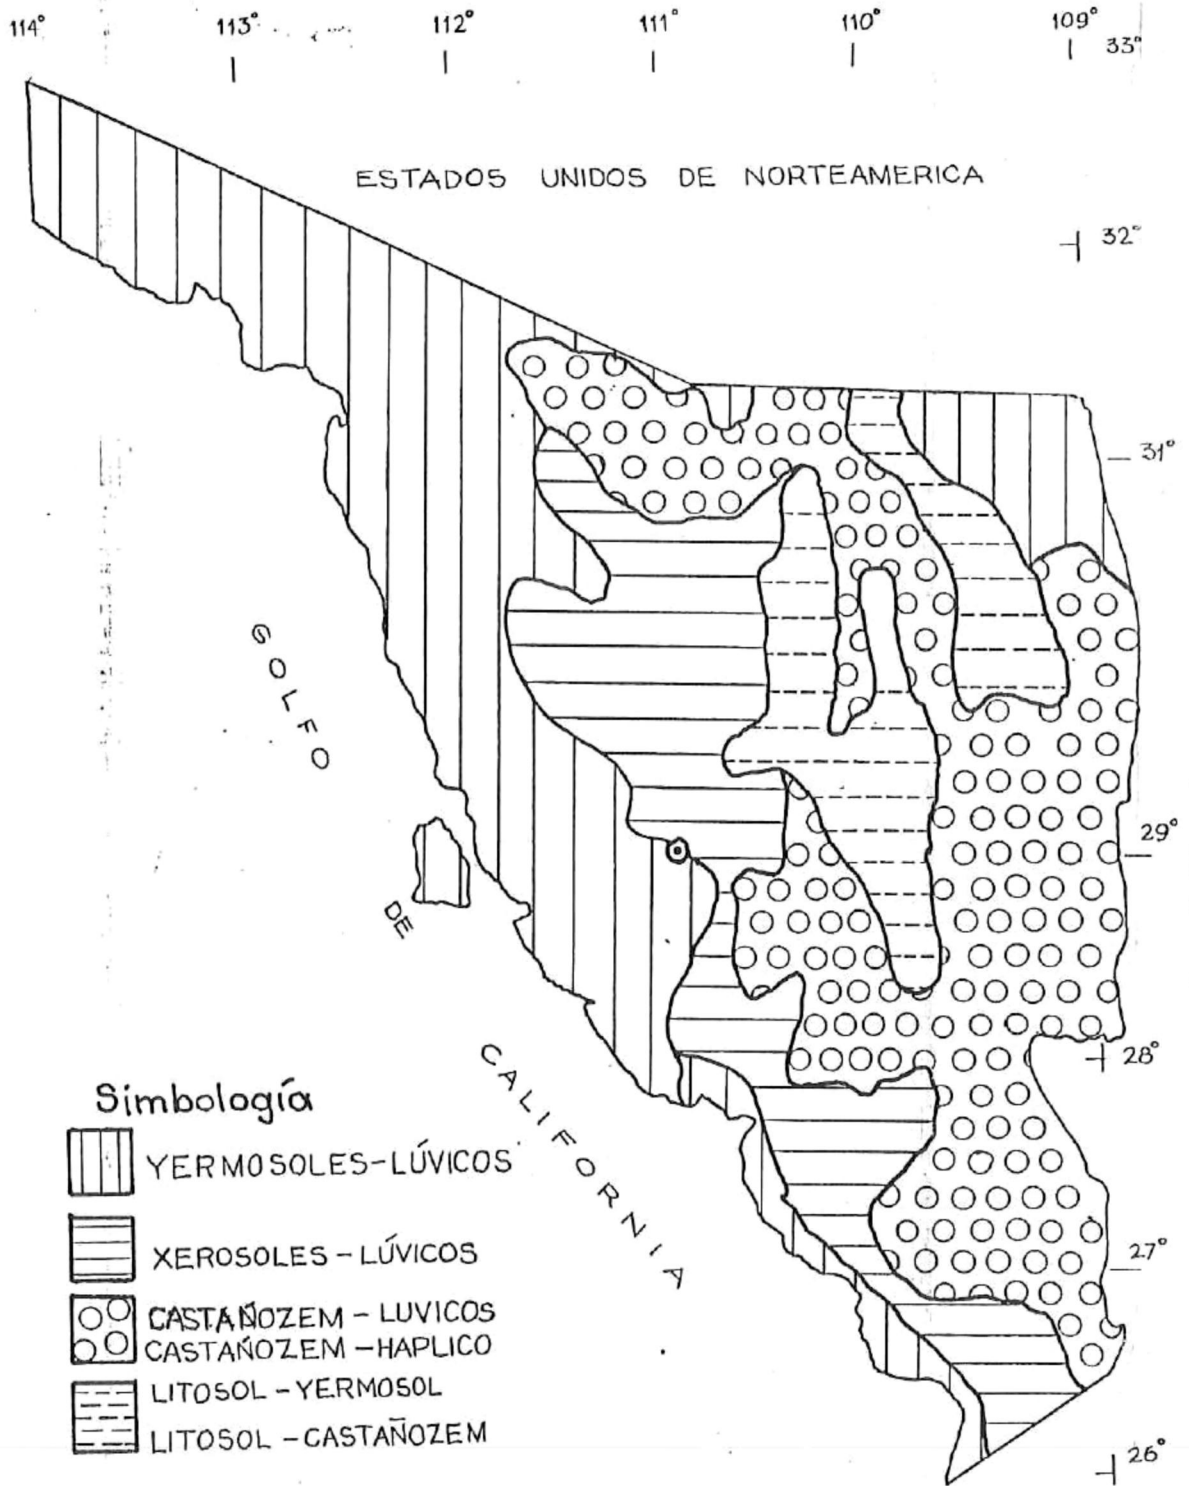 114° 113° 112° 111° 110° 109°
33°
ESTADOS UNIDOS DE NORTEAMERICA
32°
31°
29°
28°
27°
26°
GOLFO
DE
CALIFORNIA
Simbología
YERMOSOLES-LÚVICOS
XEROSOLES-LÚVICOS
CASTAÑOZEM-LUVICOS
CASTAÑOZEM-HAPLICO
LITOSOL-YERMOSOL
LITOSOL-CASTAÑOZEM